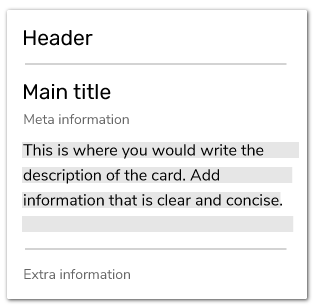 Header
Main title
Meta information
This is where you would write the
description of the card. Add
information that is clear and concise.
Extra information